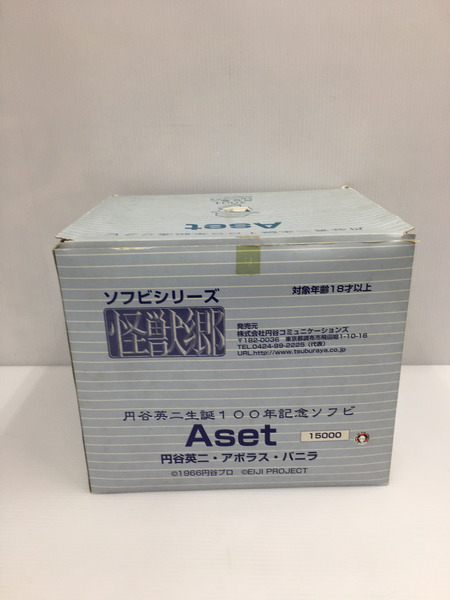 Aset
ソフビシリーズ
怪獣郷
対象年齢18才以上
発売元
株式会社円谷コミュニケーションズ
〒182-0036 東京都調布市飛田給1-10-16
TEL.0424-99-2225（代表）
URL.http://www.tsuburaya.co.jp
円谷英二生誕100年記念ソフビ
Aset
15000
円谷英二・アボラス・バニラ
©1966円谷プロ ©EIJI PROJECT